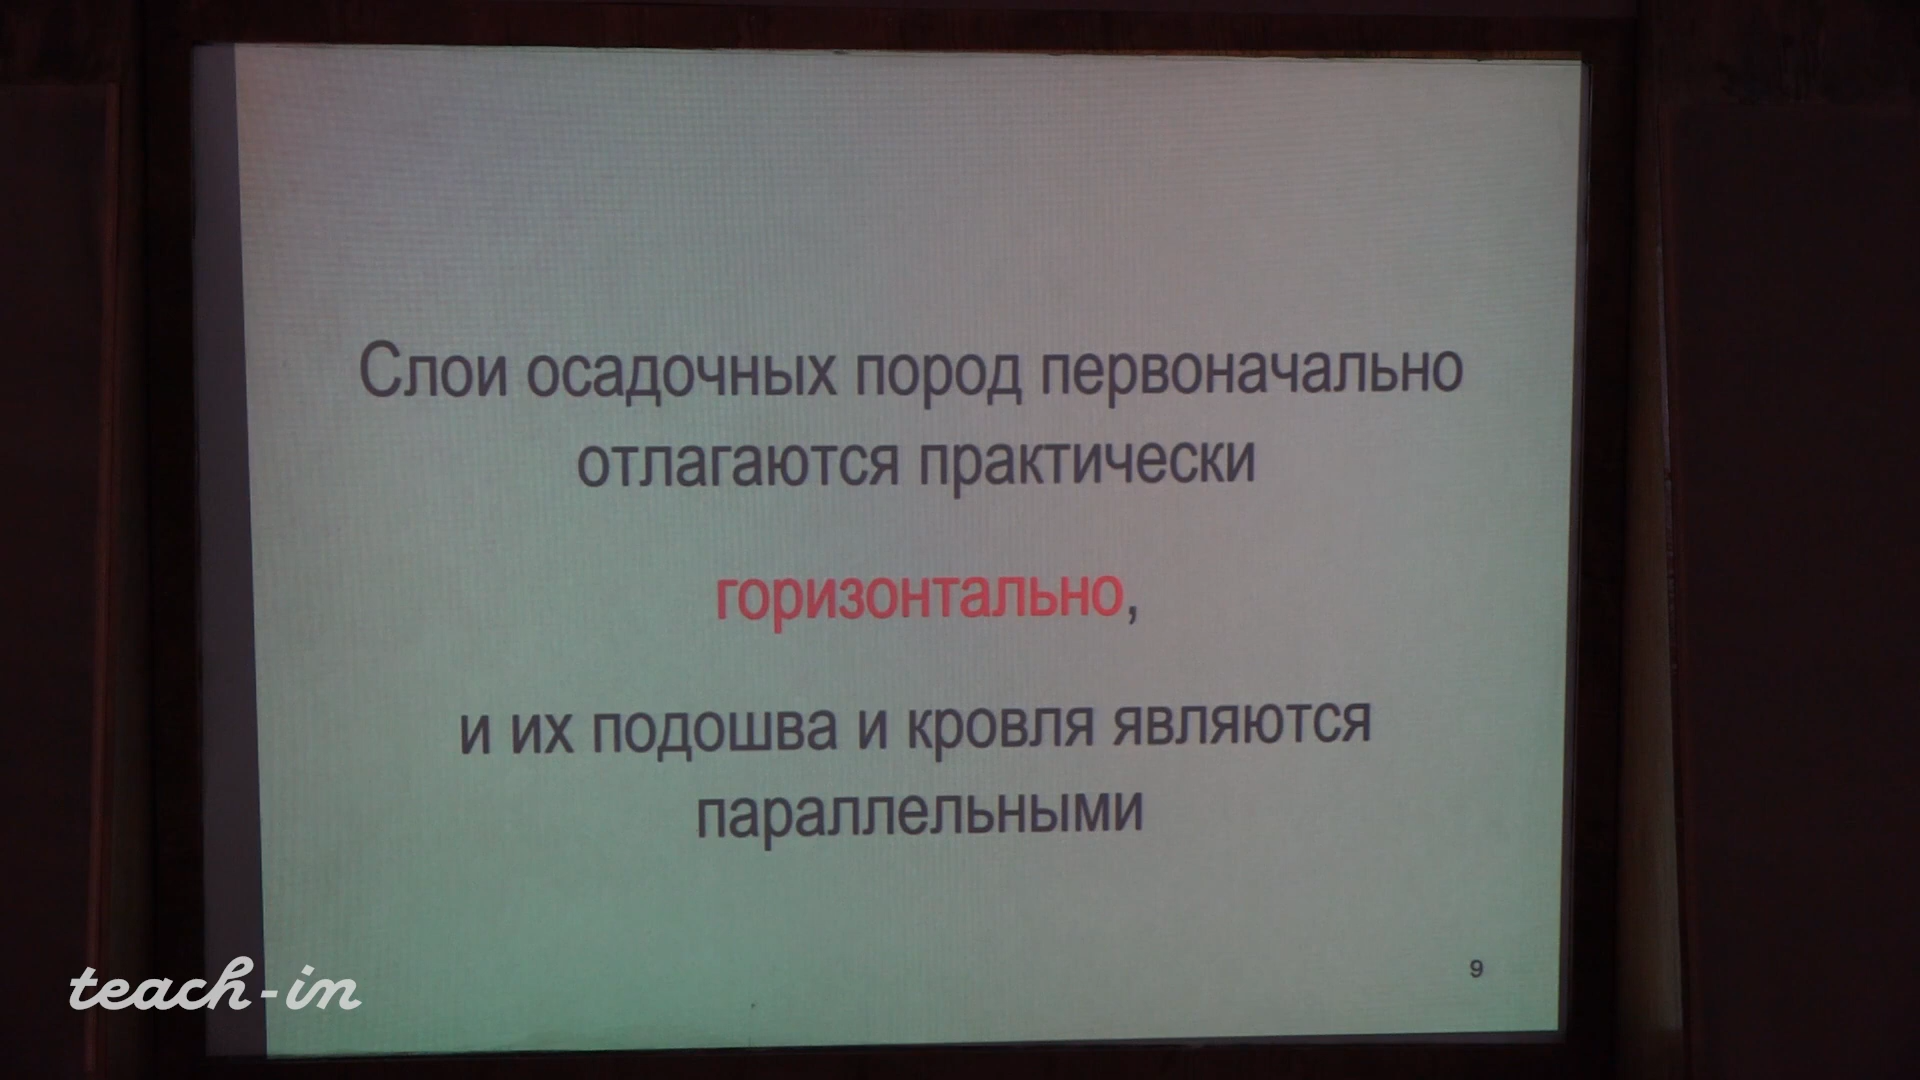 Слои осадочных пород первоначально
отлагаются практически
горизонтально,
и их подошва и кровля являются
параллельными
9
teach-in